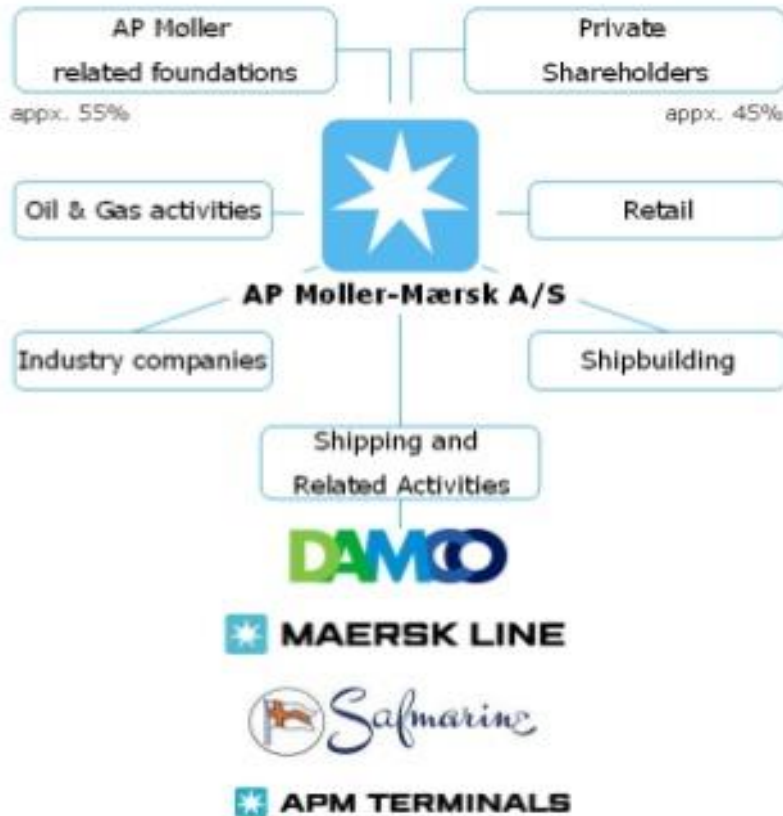 AP Møller
related foundations
Private
Shareholders
appx. 55%
appx. 45%
Oil & Gas activities
Retail
AP Møller-Mærsk A/S
Industry companies
Shipbuilding
Shipping and
Related Activities
DAMCO
MAERSK LINE
Safmarine
APM TERMINALS